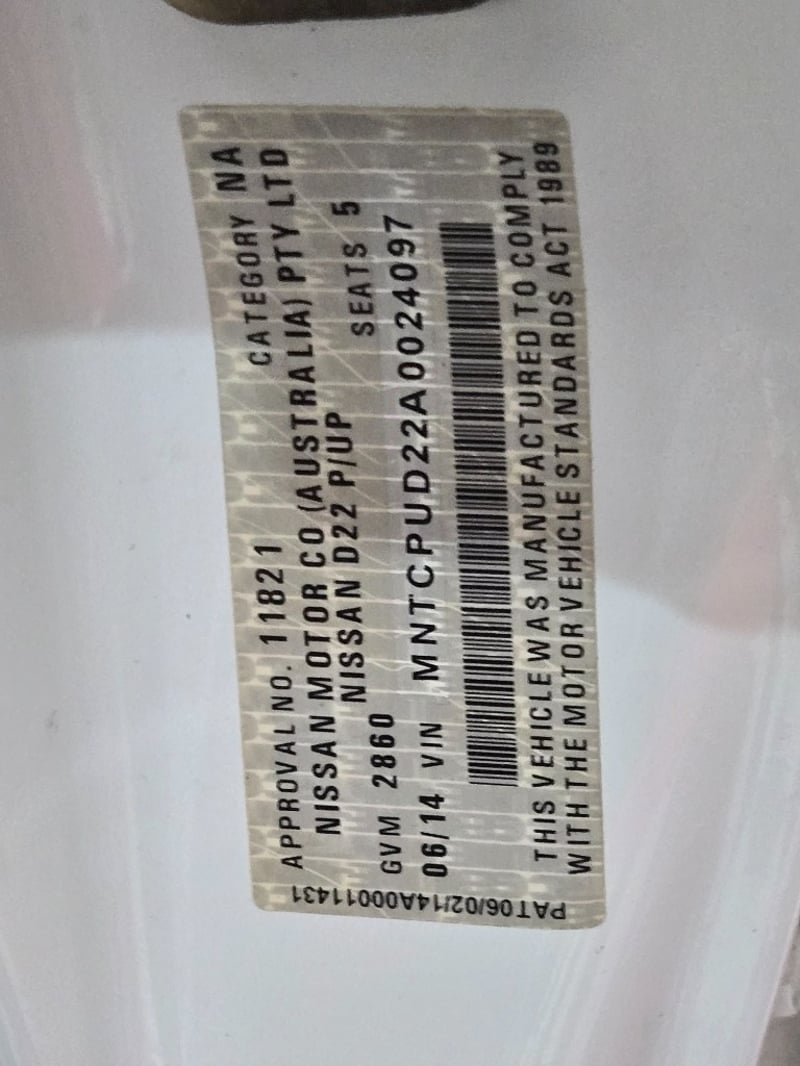 APPROVAL NO. 11821 CATEGORY NA
NISSAN MOTOR CO (AUSTRALIA) PTY LTD
NISSAN D22 P/UP
GVM 2860 SEATS 5
06/14 VIN MNTCPUD22A0024097
THIS VEHICLE WAS MANUFACTURED TO COMPLY
WITH THE MOTOR VEHICLE STANDARDS ACT 1989
PAT06/02/14A00011431